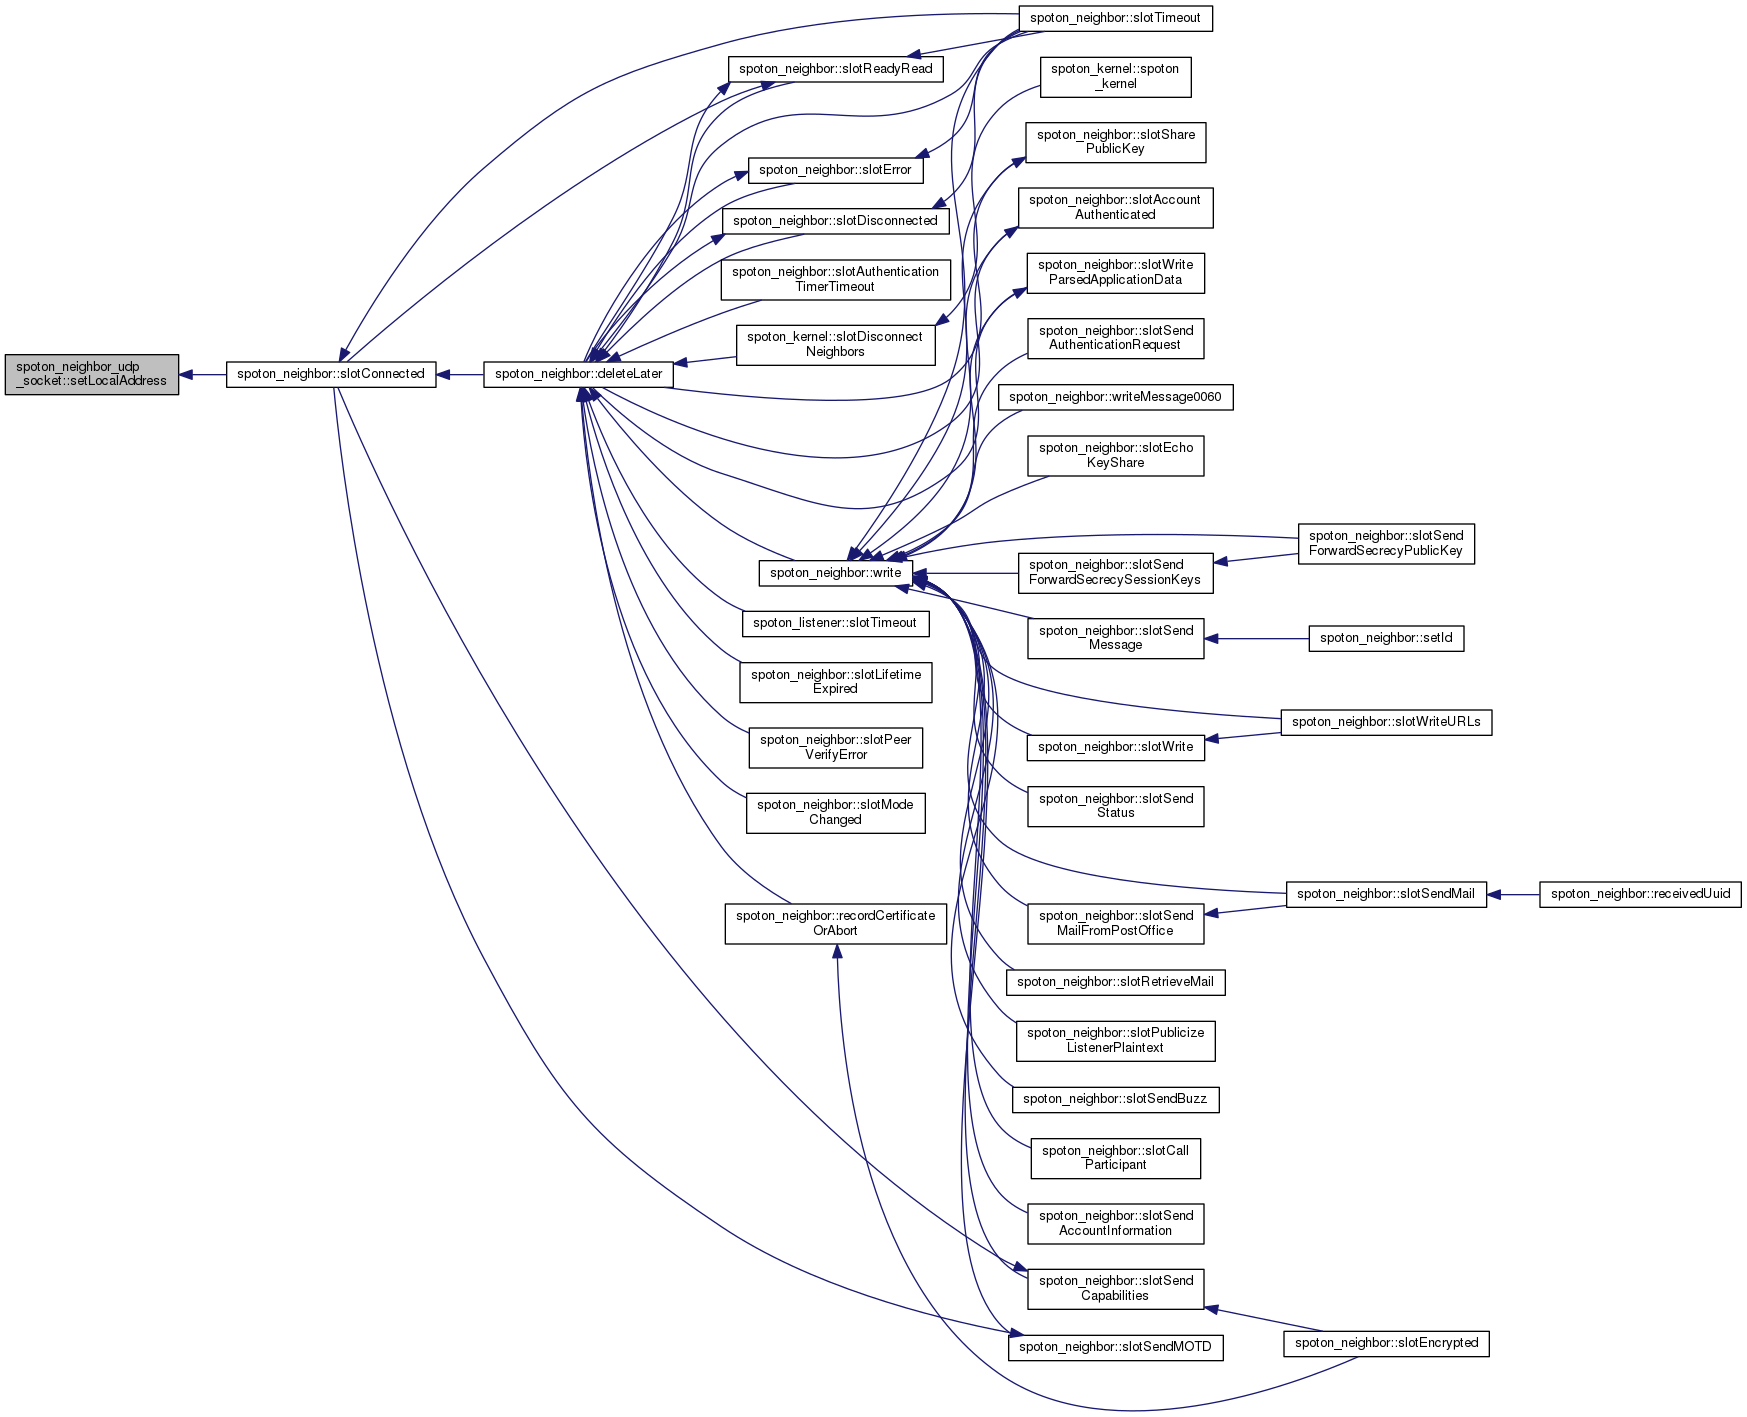 spoton_neighbor_udp
_socket::setLocalAddress
spoton_neighbor::slotConnected
spoton_neighbor::deleteLater
spoton_neighbor::slotReadyRead
spoton_neighbor::slotError
spoton_neighbor::slotDisconnected
spoton_neighbor::slotAuthentication
TimerTimeout
spoton_kernel::slotDisconnect
Neighbors
spoton_neighbor::write
spoton_listener::slotTimeout
spoton_neighbor::slotLifetime
Expired
spoton_neighbor::slotPeer
VerifyError
spoton_neighbor::slotMode
Changed
spoton_neighbor::recordCertificate
OrAbort
spoton_neighbor::slotTimeout
spoton_kernel::spoton
_kernel
spoton_neighbor::slotShare
PublicKey
spoton_neighbor::slotAccount
Authenticated
spoton_neighbor::slotWrite
ParsedApplicationData
spoton_neighbor::slotSend
AuthenticationRequest
spoton_neighbor::writeMessage0060
spoton_neighbor::slotEcho
KeyShare
spoton_neighbor::slotSend
ForwardSecrecySessionKeys
spoton_neighbor::slotSend
Message
spoton_neighbor::slotWrite
spoton_neighbor::slotSend
Status
spoton_neighbor::slotSend
MailFromPostOffice
spoton_neighbor::slotRetrieveMail
spoton_neighbor::slotPublicize
ListenerPlaintext
spoton_neighbor::slotSendBuzz
spoton_neighbor::slotCall
Participant
spoton_neighbor::slotSend
AccountInformation
spoton_neighbor::slotSend
Capabilities
spoton_neighbor::slotSendMOTD
spoton_neighbor::slotSend
ForwardSecrecyPublicKey
spoton_neighbor::setId
spoton_neighbor::slotWriteURLs
spoton_neighbor::slotSendMail
spoton_neighbor::slotEncrypted
spoton_neighbor::receivedUuid